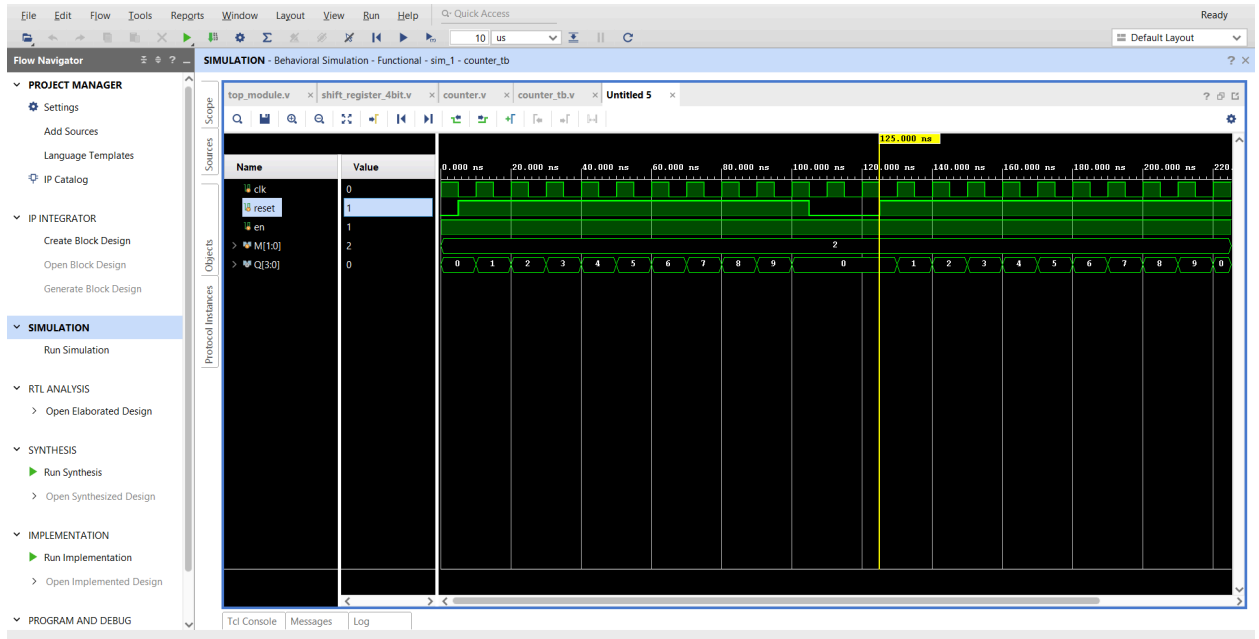 File Edit Flow Tools Reports Window Layout View Run Help Q- Quick Access Ready
10 us Default Layout
Flow Navigator ? SIMULATION - Behavioral Simulation - Functional - sim_1 - counter_tb ? ×
PROJECT MANAGER
Settings
Add Sources
Language Templates
IP Catalog
IP INTEGRATOR
Create Block Design
Open Block Design
Generate Block Design
SIMULATION
Run Simulation
RTL ANALYSIS
Open Elaborated Design
SYNTHESIS
Run Synthesis
Open Synthesized Design
IMPLEMENTATION
Run Implementation
Open Implemented Design
PROGRAM AND DEBUG
Scope
Sources
Objects
Protocol Instances
top_module.v × shift_register_4bit.v × counter.v × counter_tb.v × Untitled 5 × ?
125.000 ns
Name Value 0.000 ns 20.000 ns 40.000 ns 60.000 ns 80.000 ns 100.000 ns 120.000 ns 140.000 ns 160.000 ns 180.000 ns 200.000 ns 220
clk 0
reset 1
en 1
M[1:0] 2 2
Q[3:0] 0 0 1 2 3 4 5 6 7 8 9 0 1 2 3 4 5 6 7 8 9 0
Tcl Console Messages Log